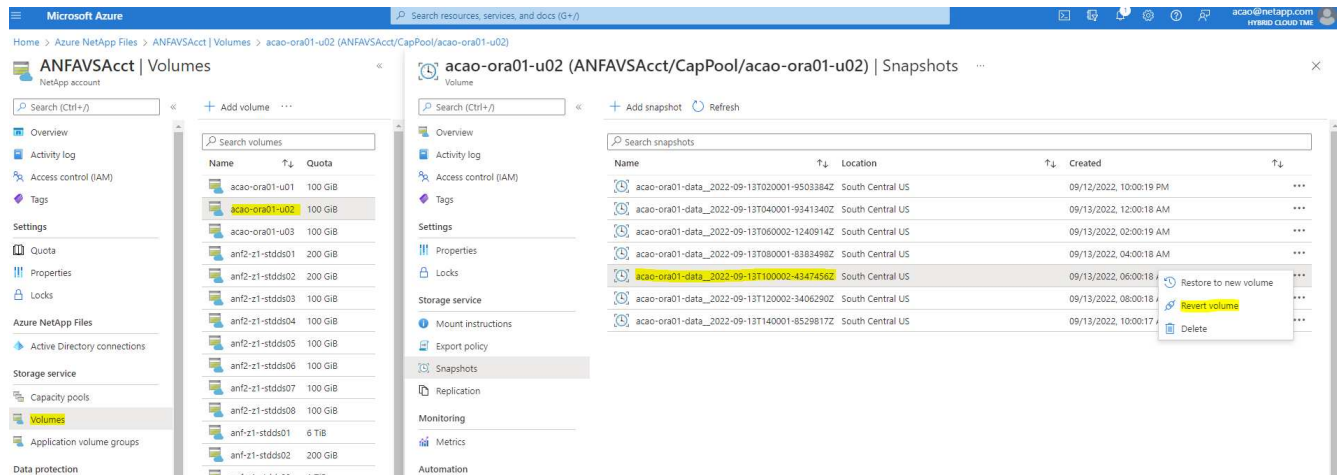 Microsoft Azure
Search resources, services, and docs (G+/)
1
acao@netapp.com
HYBRID CLOUD TME
Home > Azure NetApp Files > ANFAVSAcct | Volumes > acao-ora01-u02 (ANFAVSAcct/CapPool/acao-ora01-u02)
ANFAVSAcct | Volumes
NetApp account
Search (Ctrl+/)
Overview
Activity log
Access control (IAM)
Tags
Settings
Quota
Properties
Locks
Azure NetApp Files
Active Directory connections
Storage service
Capacity pools
Volumes
Application volume groups
Data protection
+ Add volume ...
Search volumes
Name ↑↓ Quota
acao-ora01-u01 100 GiB
acao-ora01-u02 100 GiB
acao-ora01-u03 100 GiB
anf2-z1-stdds01 200 GiB
anf2-z1-stdds02 200 GiB
anf2-z1-stdds03 100 GiB
anf2-z1-stdds04 100 GiB
anf2-z1-stdds05 100 GiB
anf2-z1-stdds06 100 GiB
anf2-z1-stdds07 100 GiB
anf2-z1-stdds08 100 GiB
anf-z1-stdds01 6 TiB
anf-z1-stdds02 200 GiB
acao-ora01-u02 (ANFAVSAcct/CapPool/acao-ora01-u02) | Snapshots ...
Volume
Search (Ctrl+/)
Overview
Activity log
Access control (IAM)
Tags
Settings
Properties
Locks
Storage service
Mount instructions
Export policy
Snapshots
Replication
Monitoring
Metrics
Automation
+ Add snapshot Refresh
Search snapshots
Name ↑↓ Location ↑↓ Created ↑↓
acao-ora01-data__2022-09-13T020001-9503384Z South Central US 09/12/2022, 10:00:19 PM ...
acao-ora01-data__2022-09-13T040001-9341340Z South Central US 09/13/2022, 12:00:18 AM ...
acao-ora01-data__2022-09-13T060002-1240914Z South Central US 09/13/2022, 02:00:19 AM ...
acao-ora01-data__2022-09-13T080001-8383498Z South Central US 09/13/2022, 04:00:18 AM ...
acao-ora01-data__2022-09-13T100002-4347456Z South Central US 09/13/2022, 06:00:18 ...
acao-ora01-data__2022-09-13T120002-3406290Z South Central US 09/13/2022, 08:00:18
acao-ora01-data__2022-09-13T140001-8529817Z South Central US 09/13/2022, 10:00:17
Restore to new volume
Revert volume
Delete